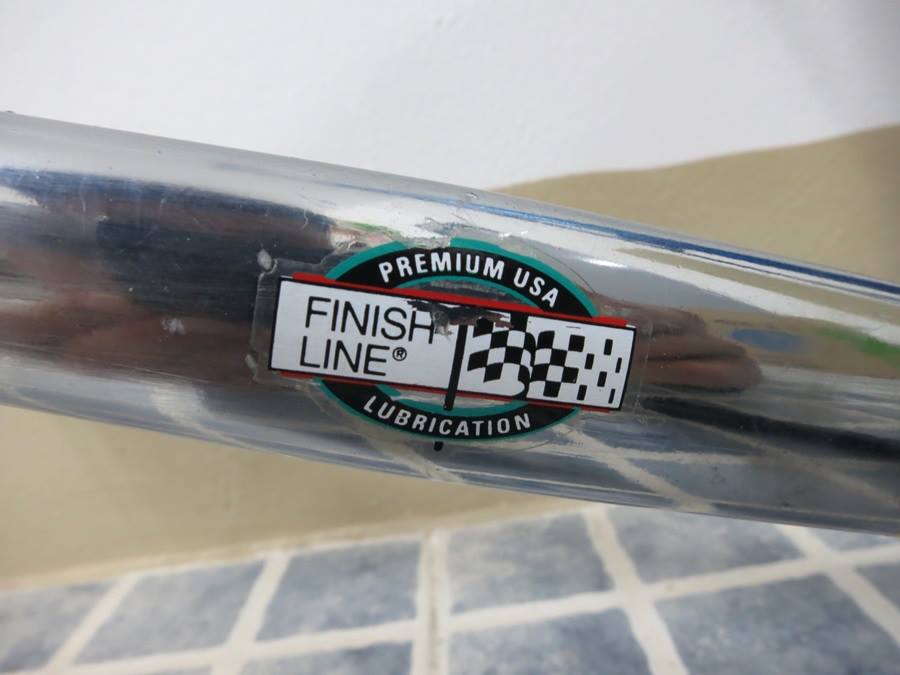 PREMIUM USA
FINISH
LINE®
LUBRICATION